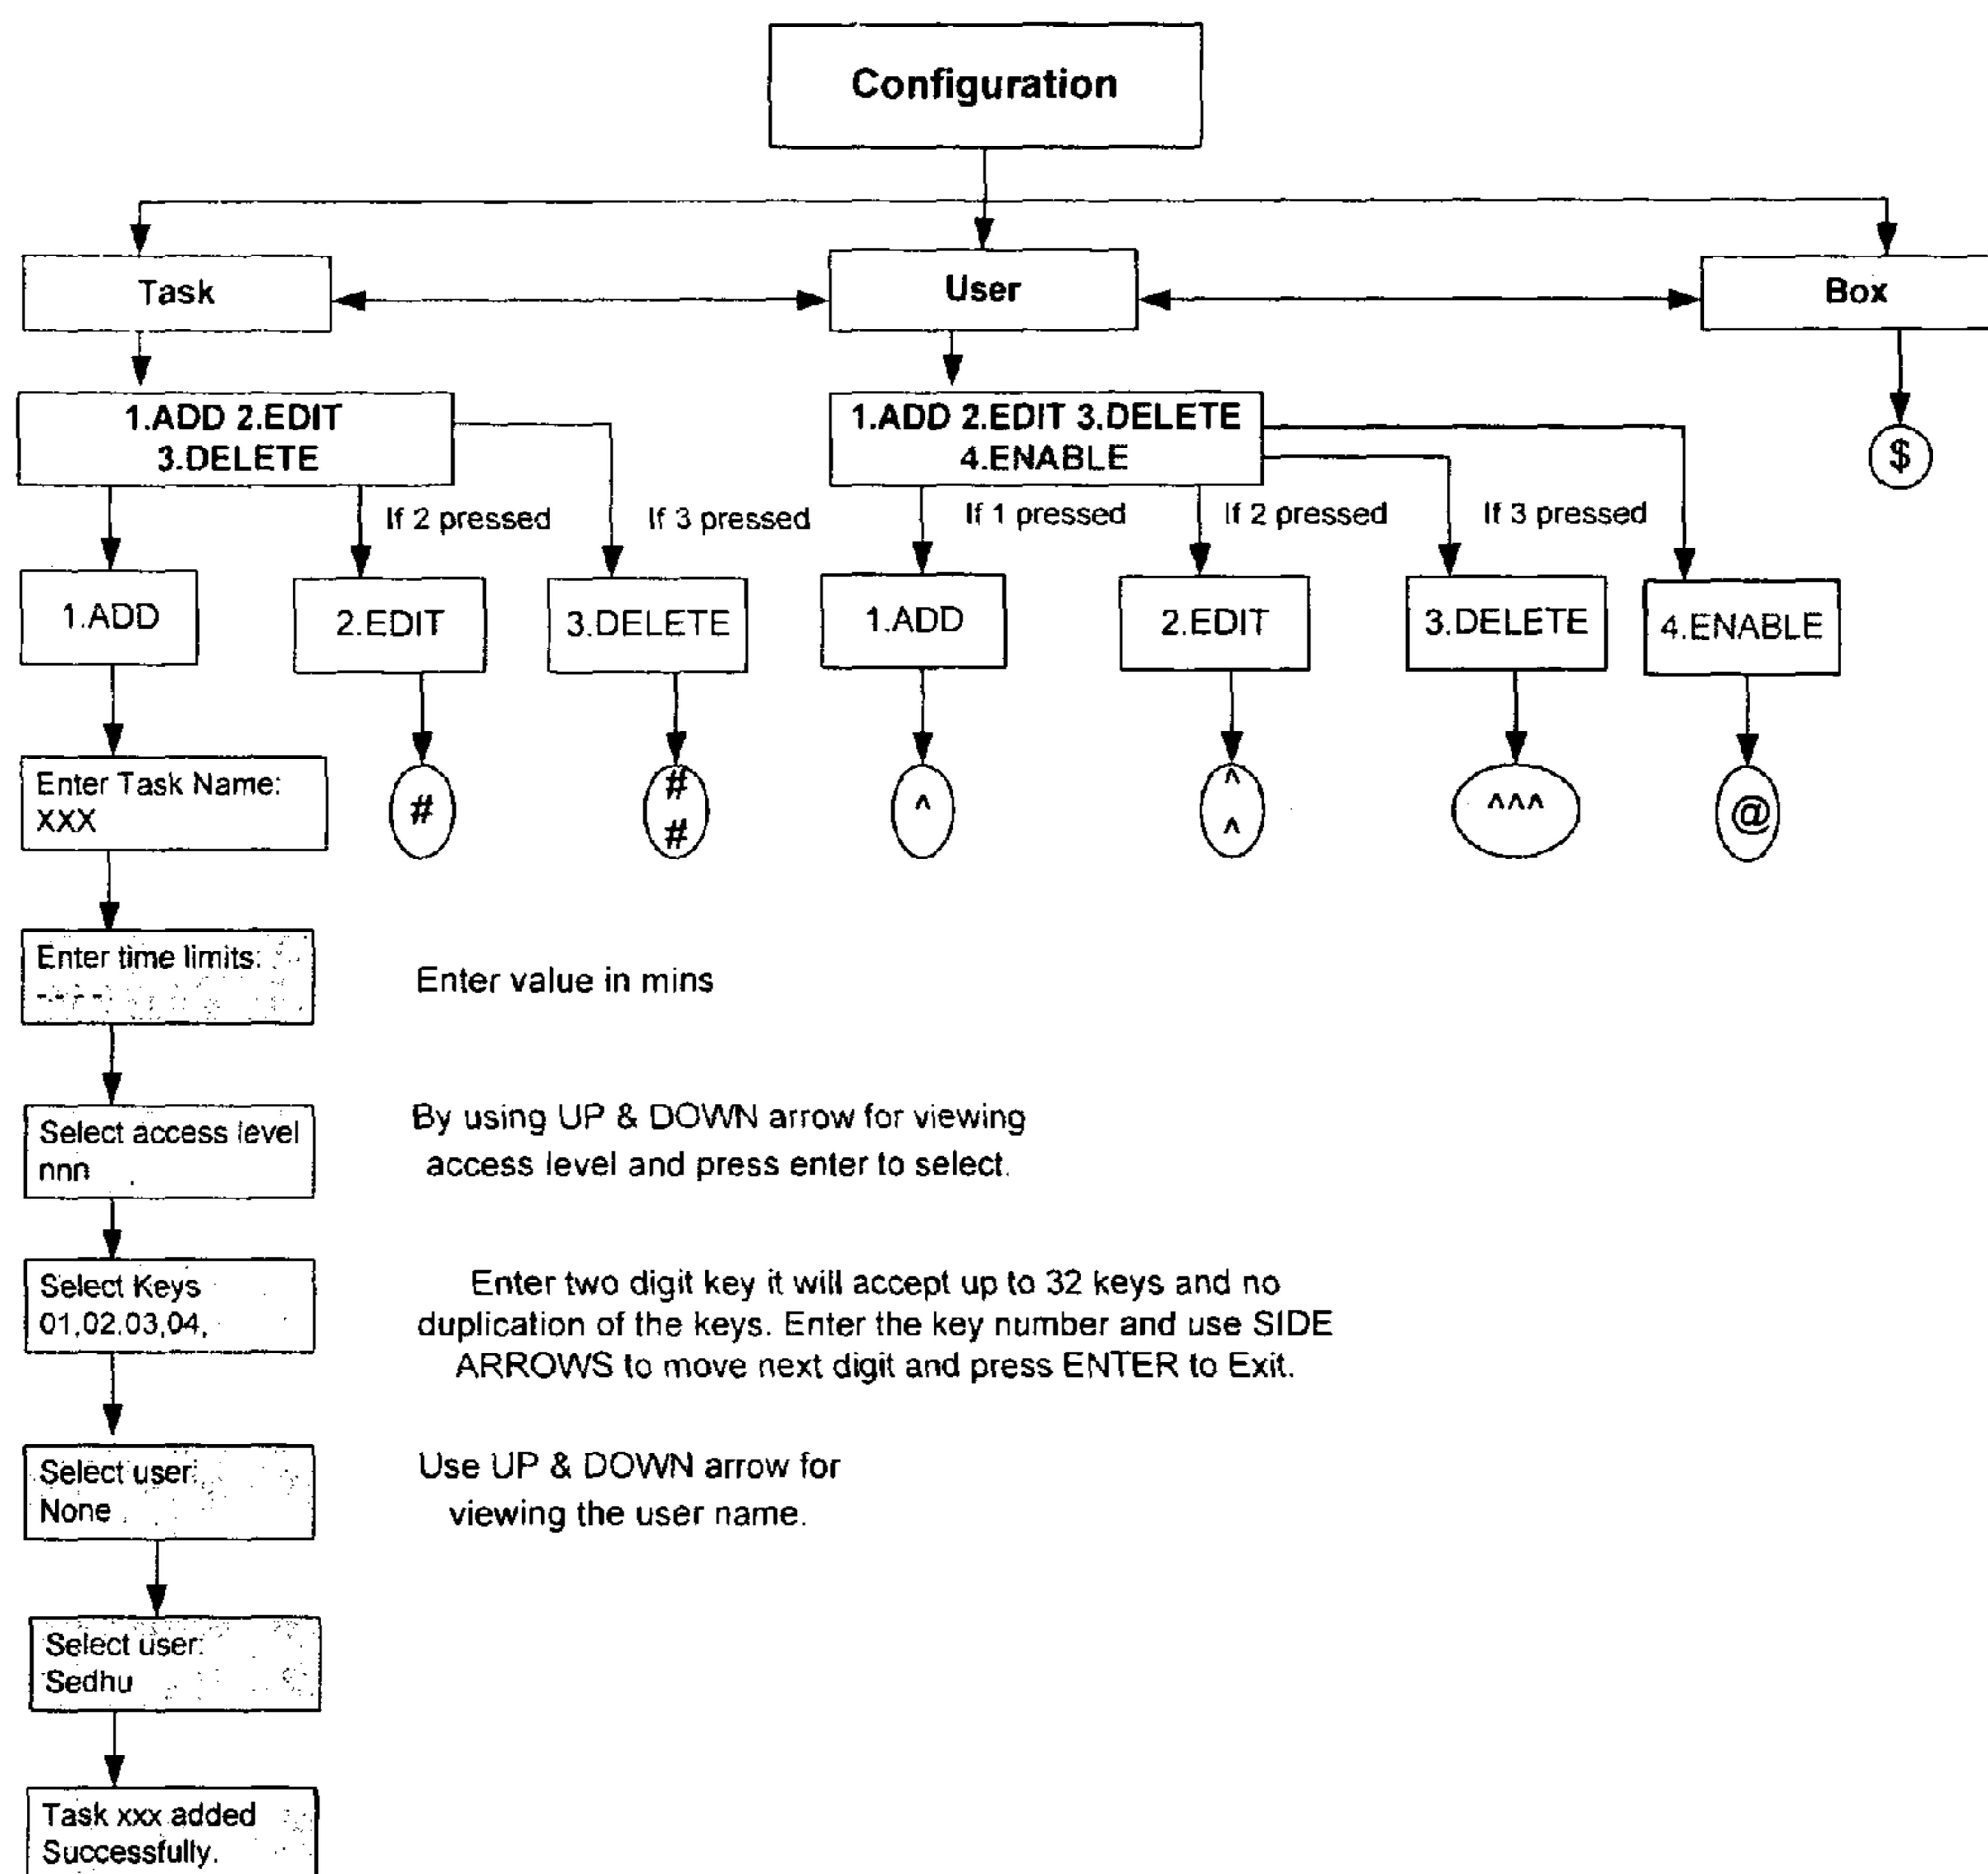 Configuration
Task
User
Box
1.ADD 2.EDIT
3.DELETE
1.ADD 2.EDIT 3.DELETE
4.ENABLE
$
If 2 pressed
If 3 pressed
If 1 pressed
If 2 pressed
If 3 pressed
1.ADD
2.EDIT
3.DELETE
1.ADD
2.EDIT
3.DELETE
4.ENABLE
Enter Task Name:
XXX
#
#
#
^
^
^
^^^
@
Enter time limits:
----
Enter value in mins
Select access level
nnn
By using UP & DOWN arrow for viewing
access level and press enter to select.
Select Keys
01,02,03,04,
Enter two digit key it will accept up to 32 keys and no
duplication of the keys. Enter the key number and use SIDE
ARROWS to move next digit and press ENTER to Exit.
Select user:
None
Use UP & DOWN arrow for
viewing the user name.
Select user:
Sedhu
Task xxx added
Successfully.